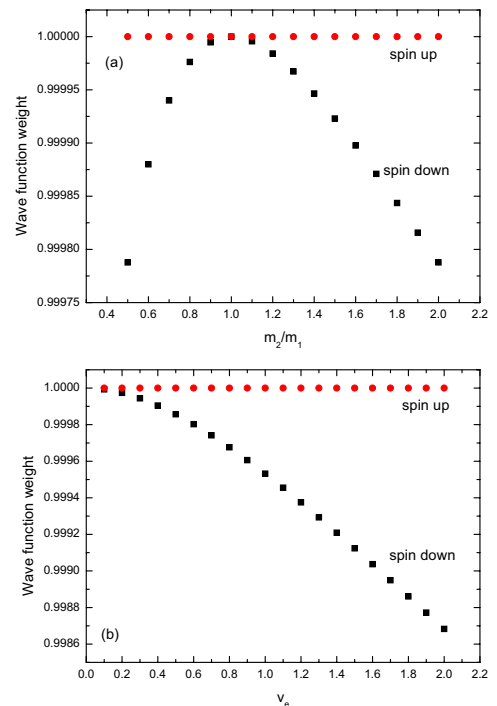 1.00000
(a)
spin up
0.99995
0.99990
spin down
0.99985
0.99980
0.99975
Wave function weight
0.4 0.6 0.8 1.0 1.2 1.4 1.6 1.8 2.0 2.2
m2/m1
1.0000
spin up
0.9998
0.9996
0.9994
0.9992
spin down
0.9990
0.9988
0.9986
(b)
Wave function weight
0.0 0.2 0.4 0.6 0.8 1.0 1.2 1.4 1.6 1.8 2.0 2.2
ve